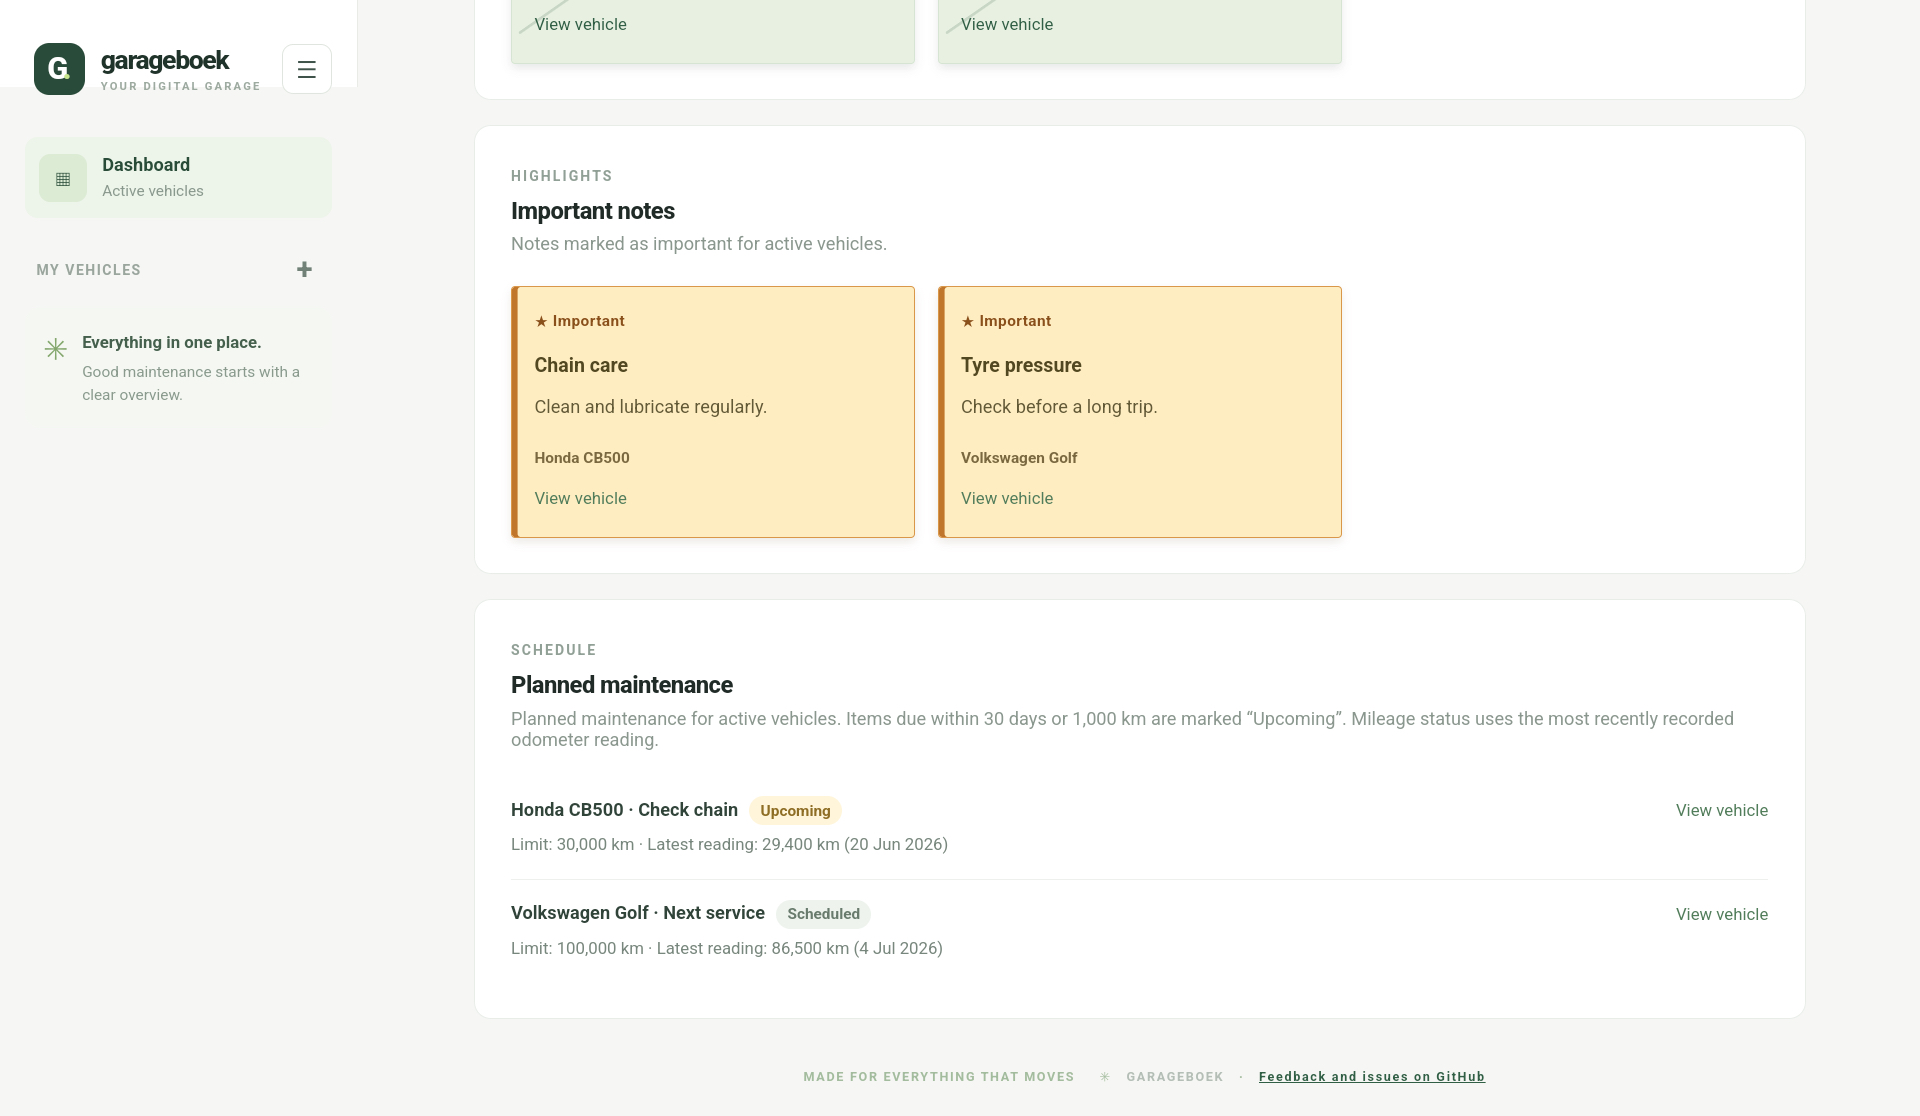 G.
garageboek
YOUR DIGITAL GARAGE
Dashboard
Active vehicles
MY VEHICLES
Everything in one place.
Good maintenance starts with a
clear overview.
View vehicle
View vehicle
HIGHLIGHTS
Important notes
Notes marked as important for active vehicles.
★ Important
Chain care
Clean and lubricate regularly.
Honda CB500
View vehicle
★ Important
Tyre pressure
Check before a long trip.
Volkswagen Golf
View vehicle
SCHEDULE
Planned maintenance
Planned maintenance for active vehicles. Items due within 30 days or 1,000 km are marked “Upcoming”. Mileage status uses the most recently recorded
odometer reading.
Honda CB500 · Check chain Upcoming View vehicle
Limit: 30,000 km · Latest reading: 29,400 km (20 Jun 2026)
Volkswagen Golf · Next service Scheduled View vehicle
Limit: 100,000 km · Latest reading: 86,500 km (4 Jul 2026)
MADE FOR EVERYTHING THAT MOVES ✳ GARAGEBOEK · Feedback and issues on GitHub